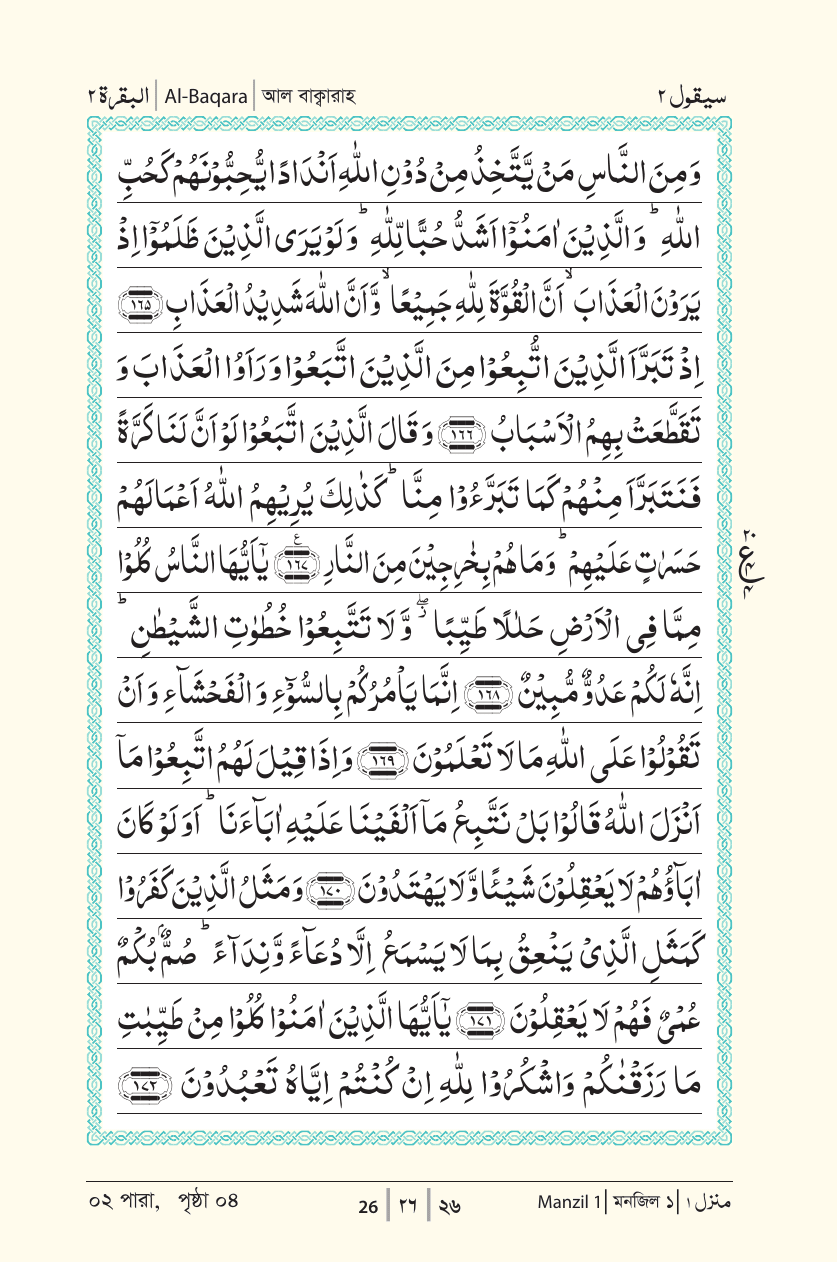 البقرة ٢ | Al-Baqara | আল বাক্বারাহ سيقول ٢
وَمِنَ النَّاسِ مَنْ يَّتَّخِذُ مِنْ دُوْنِ اللّٰهِ اَنْدَادًا يُّحِبُّوْنَهُمْ كَحُبِّ
اللّٰهِ ؕ وَالَّذِيْنَ اٰمَنُوْۤا اَشَدُّ حُبًّا لِّلّٰهِ ؕ وَلَوْ يَرَى الَّذِيْنَ ظَلَمُوْۤا اِذْ
يَرَوْنَ الْعَذَابَ ۙ اَنَّ الْقُوَّةَ لِلّٰهِ جَمِيْعًا ۙ وَّاَنَّ اللّٰهَ شَدِيْدُ الْعَذَابِ ﴿١٦٥﴾
اِذْ تَبَرَّاَ الَّذِيْنَ اتُّبِعُوْا مِنَ الَّذِيْنَ اتَّبَعُوْا وَرَاَوُا الْعَذَابَ وَ
تَقَطَّعَتْ بِهِمُ الْاَسْبَابُ ﴿١٦٦﴾ وَقَالَ الَّذِيْنَ اتَّبَعُوْا لَوْ اَنَّ لَنَا كَرَّةً
فَنَتَبَرَّاَ مِنْهُمْ كَمَا تَبَرَّءُوْا مِنَّا ؕ كَذٰلِكَ يُرِيْهِمُ اللّٰهُ اَعْمَالَهُمْ
حَسَرٰتٍ عَلَيْهِمْ ؕ وَمَا هُمْ بِخٰرِجِيْنَ مِنَ النَّارِ ﴿١٦٧﴾ ع يٰۤاَيُّهَا النَّاسُ كُلُوْا
٢٠ ع ٤
مِمَّا فِى الْاَرْضِ حَلٰلًا طَيِّبًا ۖ ز وَّلَا تَتَّبِعُوْا خُطُوٰتِ الشَّيْطٰنِ ؕ
اِنَّهٗ لَكُمْ عَدُوٌّ مُّبِيْنٌ ﴿١٦٨﴾ اِنَّمَا يَاْمُرُكُمْ بِالسُّوْٓءِ وَالْفَحْشَآءِ وَاَنْ
تَقُوْلُوْا عَلَى اللّٰهِ مَا لَا تَعْلَمُوْنَ ﴿١٦٩﴾ وَاِذَا قِيْلَ لَهُمُ اتَّبِعُوْا مَآ
اَنْزَلَ اللّٰهُ قَالُوْا بَلْ نَتَّبِعُ مَآ اَلْفَيْنَا عَلَيْهِ اٰبَآءَنَا ؕ اَوَلَوْ كَانَ
اٰبَآؤُهُمْ لَا يَعْقِلُوْنَ شَيْـًٔا وَّلَا يَهْتَدُوْنَ ﴿١٧٠﴾ وَمَثَلُ الَّذِيْنَ كَفَرُوْا
كَمَثَلِ الَّذِىْ يَنْعِقُ بِمَا لَا يَسْمَعُ اِلَّا دُعَآءً وَّنِدَآءً ؕ صُمٌّۢ بُكْمٌ
عُمْىٌ فَهُمْ لَا يَعْقِلُوْنَ ﴿١٧١﴾ يٰۤاَيُّهَا الَّذِيْنَ اٰمَنُوْا كُلُوْا مِنْ طَيِّبٰتِ
مَا رَزَقْنٰكُمْ وَاشْكُرُوْا لِلّٰهِ اِنْ كُنْتُمْ اِيَّاهُ تَعْبُدُوْنَ ﴿١٧٢﴾
০২ পারা, পৃষ্ঠা ০৪ 26 | ٢٦ | ২৬ Manzil 1 | মনজিল ১ | منزل ١